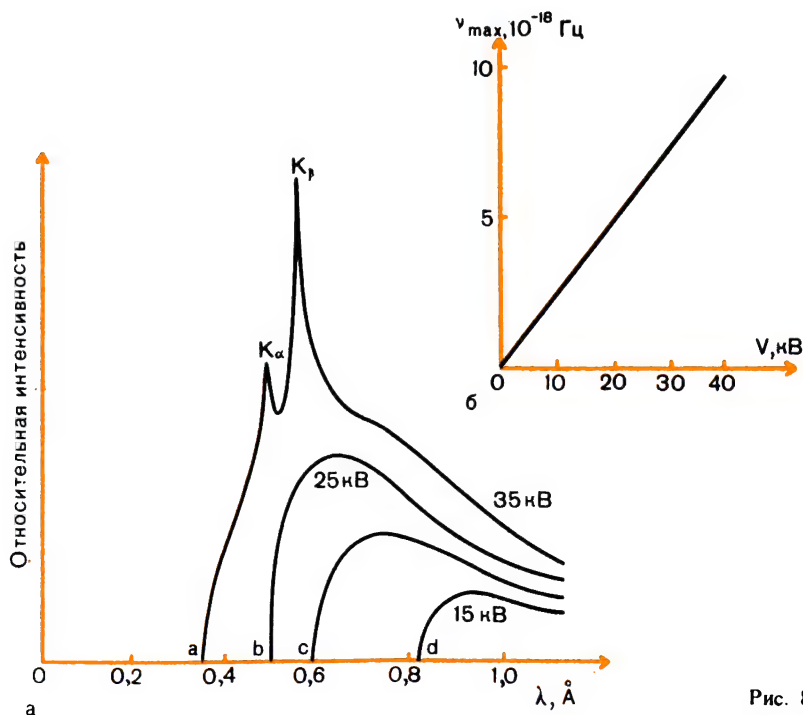 ν max, 10⁻¹⁸ Гц
10
5
0 10 20 30 40
V, кВ
б
Относительная интенсивность
Kα
Kβ
35 кВ
25 кВ
15 кВ
a b c d
0 0,2 0,4 0,6 0,8 1,0
λ, Å
а
Рис. 8